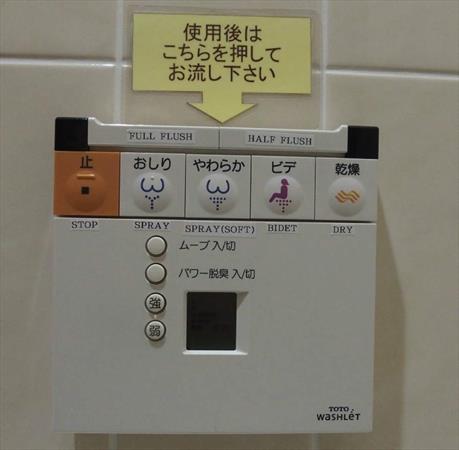 使用後は
こちらを押して
お流し下さい
FULL FLUSH HALF FLUSH
止 おしり やわらか ビデ 乾燥
STOP SPRAY SPRAY(SOFT) BIDET DRY
ムーブ 入/切
パワー脱臭 入/切
強
弱
TOTO
WASHLET